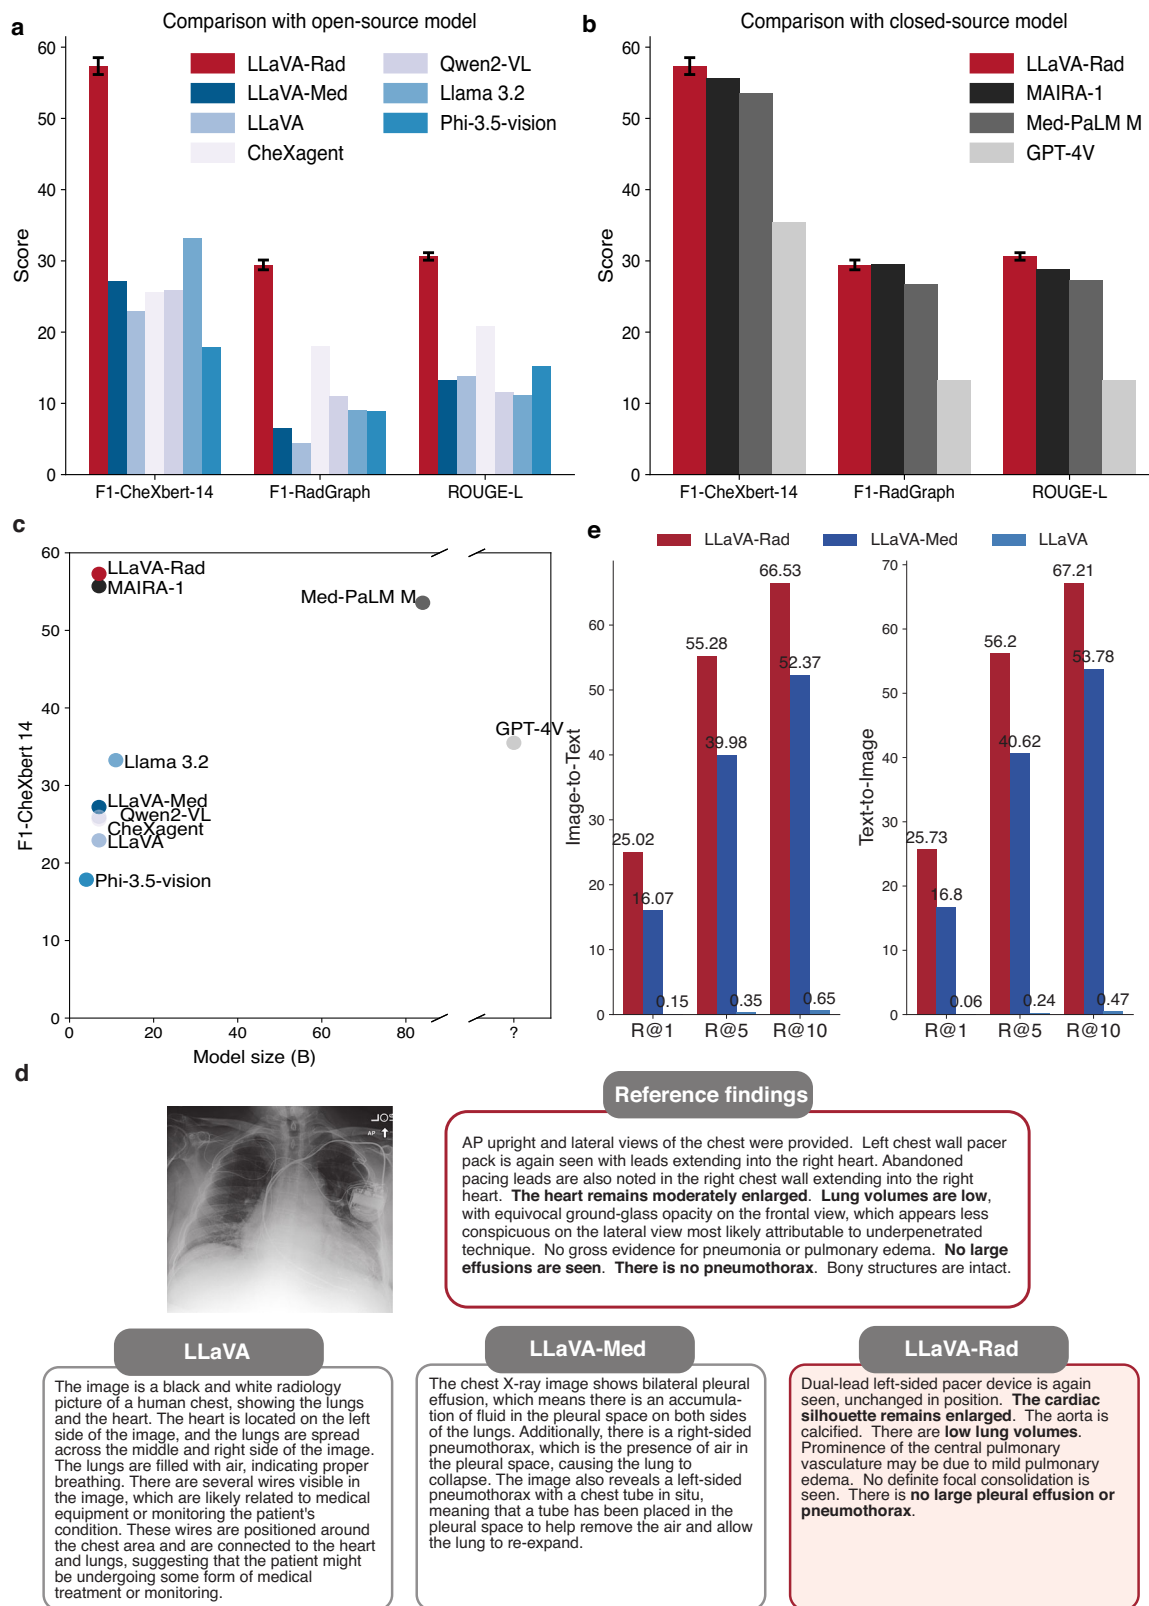 a
Comparison with open-source model
60
50
40
30
20
10
0
Score
LLaVA-Rad
LLaVA-Med
LLaVA
CheXagent
Qwen2-VL
Llama 3.2
Phi-3.5-vision
F1-CheXbert-14
F1-RadGraph
ROUGE-L
b
Comparison with closed-source model
60
50
40
30
20
10
0
Score
LLaVA-Rad
MAIRA-1
Med-PaLM M
GPT-4V
F1-CheXbert-14
F1-RadGraph
ROUGE-L
c
60
50
40
30
20
10
0
F1-CheXbert 14
LLaVA-Rad
MAIRA-1
Med-PaLM M
GPT-4V
Llama 3.2
LLaVA-Med
Qwen2-VL
CheXagent
LLaVA
Phi-3.5-vision
0
20
40
60
80
?
Model size (B)
e
LLaVA-Rad
LLaVA-Med
LLaVA
Image-to-Text
60
50
40
30
20
10
0
25.02
16.07
0.15
55.28
39.98
0.35
66.53
52.37
0.65
R@1
R@5
R@10
Text-to-Image
70
60
50
40
30
20
10
0
25.73
16.8
0.06
56.2
40.62
0.24
67.21
53.78
0.47
R@1
R@5
R@10
d
AP
Reference findings
AP upright and lateral views of the chest were provided. Left chest wall pacer
pack is again seen with leads extending into the right heart. Abandoned
pacing leads are also noted in the right chest wall extending into the right
heart. The heart remains moderately enlarged. Lung volumes are low,
with equivocal ground-glass opacity on the frontal view, which appears less
conspicuous on the lateral view most likely attributable to underpenetrated
technique. No gross evidence for pneumonia or pulmonary edema. No large
effusions are seen. There is no pneumothorax. Bony structures are intact.
LLaVA
The image is a black and white radiology
picture of a human chest, showing the lungs
and the heart. The heart is located on the left
side of the image, and the lungs are spread
across the middle and right side of the image.
The lungs are filled with air, indicating proper
breathing. There are several wires visible in
the image, which are likely related to medical
equipment or monitoring the patient's
condition. These wires are positioned around
the chest area and are connected to the heart
and lungs, suggesting that the patient might
be undergoing some form of medical
treatment or monitoring.
LLaVA-Med
The chest X-ray image shows bilateral pleural
effusion, which means there is an accumula-
tion of fluid in the pleural space on both sides
of the lungs. Additionally, there is a right-sided
pneumothorax, which is the presence of air in
the pleural space, causing the lung to
collapse. The image also reveals a left-sided
pneumothorax with a chest tube in situ,
meaning that a tube has been placed in the
pleural space to help remove the air and allow
the lung to re-expand.
LLaVA-Rad
Dual-lead left-sided pacer device is again
seen, unchanged in position. The cardiac
silhouette remains enlarged. The aorta is
calcified. There are low lung volumes.
Prominence of the central pulmonary
vasculature may be due to mild pulmonary
edema. No definite focal consolidation is
seen. There is no large pleural effusion or
pneumothorax.